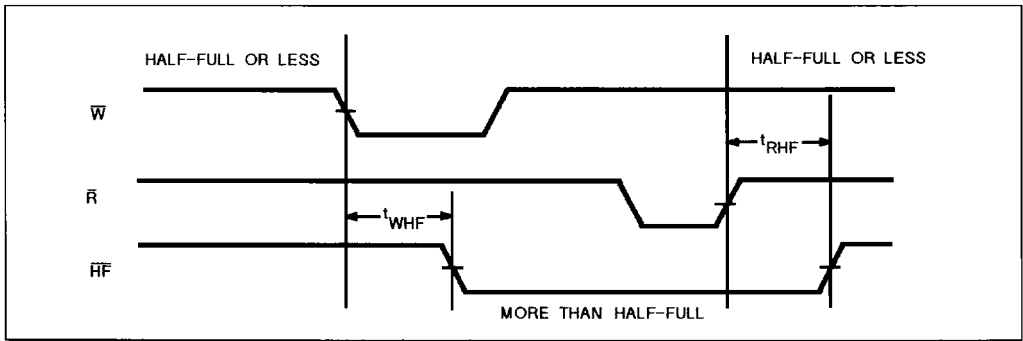 HALF-FULL OR LESS
HALF-FULL OR LESS
W̅
tRHF
R̅
tWHF
H̅F̅
MORE THAN HALF-FULL